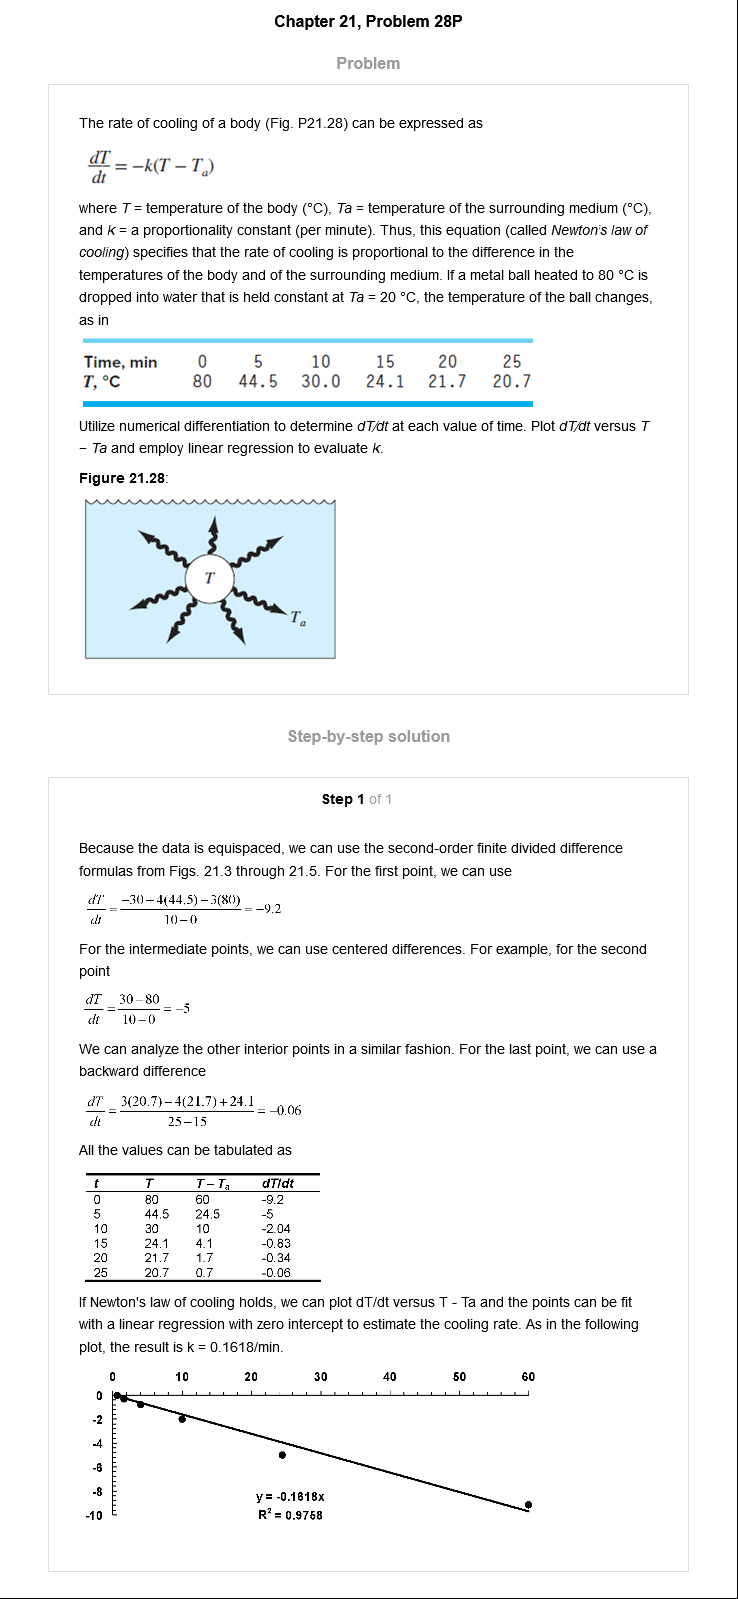 Chapter 21, Problem 28P
Problem
The rate of cooling of a body (Fig. P21.28) can be expressed as
dT/dt = −k(T − Ta)
where T = temperature of the body (°C), Ta = temperature of the surrounding medium (°C),
and k = a proportionality constant (per minute). Thus, this equation (called Newton's law of
cooling) specifies that the rate of cooling is proportional to the difference in the
temperatures of the body and of the surrounding medium. If a metal ball heated to 80 °C is
dropped into water that is held constant at Ta = 20 °C, the temperature of the ball changes,
as in
Time, min 0 5 10 15 20 25
T, °C 80 44.5 30.0 24.1 21.7 20.7
Utilize numerical differentiation to determine dT/dt at each value of time. Plot dT/dt versus T
− Ta and employ linear regression to evaluate k.
Figure 21.28:
T
Ta
Step-by-step solution
Step 1 of 1
Because the data is equispaced, we can use the second-order finite divided difference
formulas from Figs. 21.3 through 21.5. For the first point, we can use
dT/dt = (−30+4(44.5)−3(80))/(10−0) = −9.2
For the intermediate points, we can use centered differences. For example, for the second
point
dT/dt = (30−80)/(10−0) = −5
We can analyze the other interior points in a similar fashion. For the last point, we can use a
backward difference
dT/dt = (3(20.7)−4(21.7)+24.1)/(25−15) = −0.06
All the values can be tabulated as
t T T − Ta dT/dt
0 80 60 -9.2
5 44.5 24.5 -5
10 30 10 -2.04
15 24.1 4.1 -0.83
20 21.7 1.7 -0.34
25 20.7 0.7 -0.06
If Newton's law of cooling holds, we can plot dT/dt versus T - Ta and the points can be fit
with a linear regression with zero intercept to estimate the cooling rate. As in the following
plot, the result is k = 0.1618/min.
0 10 20 30 40 50 60
0
-2
-4
-6
-8
-10
y = -0.1618x
R² = 0.9758